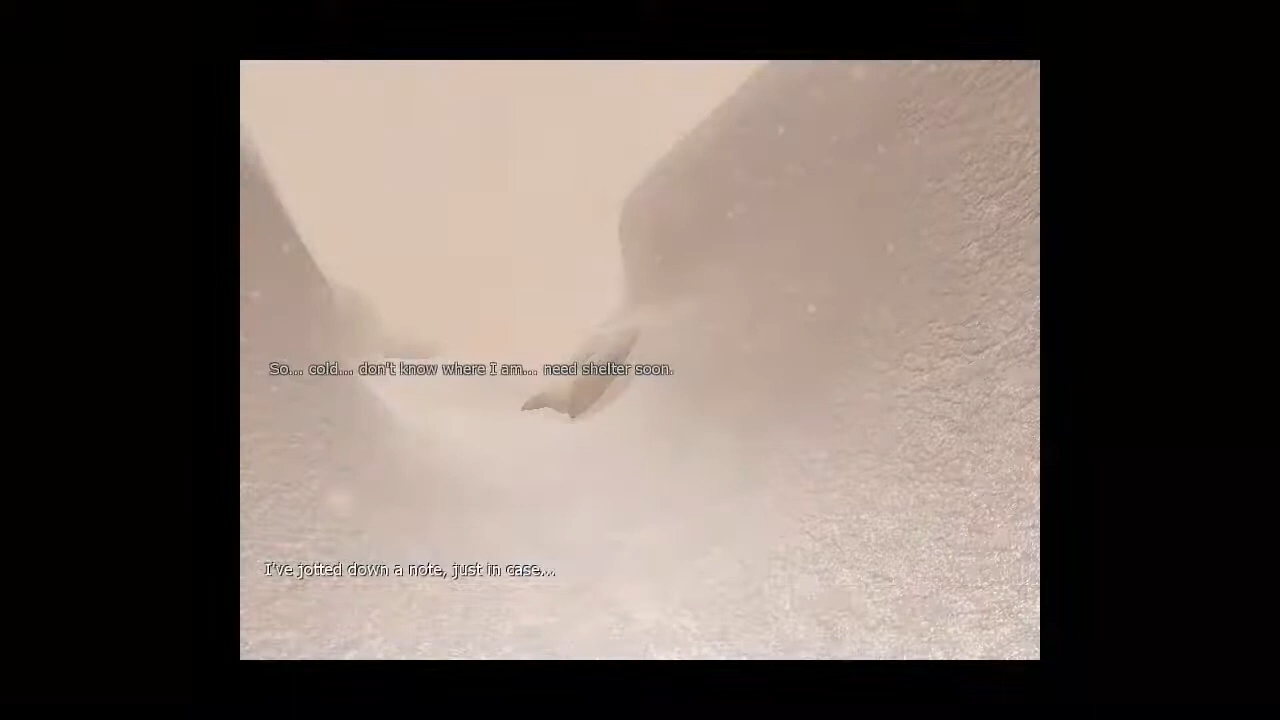 So... cold... don't know where I am... need shelter soon.
I've jotted down a note, just in case...